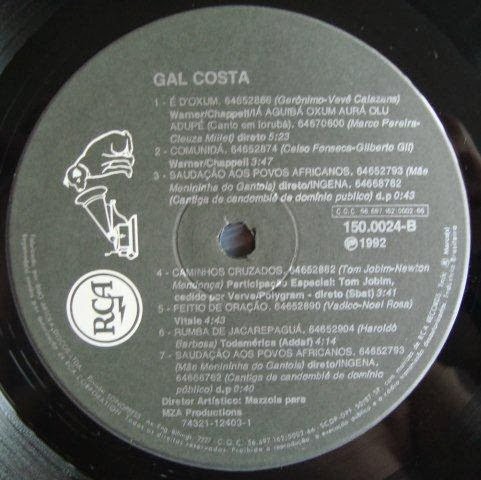 GAL COSTA
1 - É D'OXUM. 64652866 (Gerônimo-Vevé Calazans)
Warner/Chappell/IÁ AGUIBÁ OXUM AURÁ OLU
ADUPÉ (Canto em Iorubá). 64670600 (Marco Pereira-
Cleuza Millet) direto 5:23
2 - COMUNIDÁ. 64652874 (Celso Fonseca-Gilberto Gil)
Warner/Chappell 3:47
3 - SAUDAÇÃO AOS POVOS AFRICANOS. 64652793 (Mãe
Menininha do Gantois) direto/INGENA. 64668762
(Cantiga de candomblé de domínio publico) d.p 0:43
C.G.C. 56.697.162.0002-66
150.0024-B
℗ 1992
4 - CAMINHOS CRUZADOS. 64652882 (Tom Jobim-Newton
Mendonça) Participação Especial: Tom Jobim,
cedido por Verve/Polygram - direto (Sbat) 3:41
5 - FEITIO DE ORAÇÃO. 64652890 (Vadico-Noel Rosa)
Vitale 4:43
6 - RUMBA DE JACAREPAGUÁ. 64652904 (Haroldo
Barbosa) Todamérica (Addaf) 4:14
7 - SAUDAÇÃO AOS POVOS AFRICANOS. 64652793
(Mãe Menininha do Gantois) direto/INGENA.
64668762 (Cantiga de candomblé de domínio
público) d.p 0:40
Diretor Artístico: Mazzola para
MZA Productions
74321-12403-1
RCA